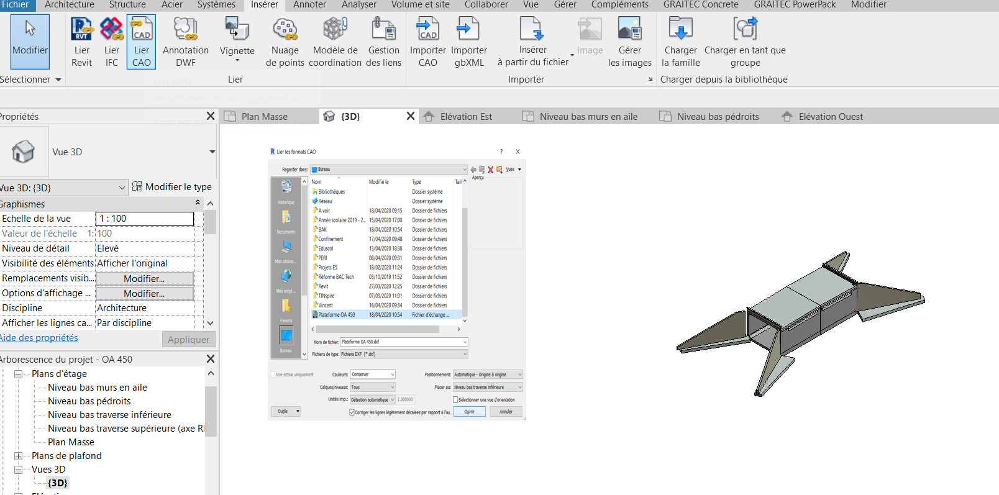 Fichier Architecture Structure Acier Systèmes Insérer Annoter Analyser Volume et site Collaborer Vue Gérer Compléments GRAITEC Concrete GRAITEC PowerPack Modifier
Modifier
Lier Revit
Lier IFC
Lier CAO
Annotation DWF
Vignette
Nuage de points
Modèle de coordination
Gestion des liens
Importer CAO
Importer gbXML
Insérer à partir du fichier
Image
Gérer les images
Charger la famille
Charger en tant que groupe
Sélectionner
Lier
Importer
Charger depuis la bibliothèque
Propriétés
Plan Masse
{3D}
Elévation Est
Niveau bas murs en aile
Niveau bas pédroits
Elévation Ouest
Vue 3D
Vue 3D: {3D}
Modifier le type
Graphismes
Echelle de la vue 1 : 100
Valeur de l'échelle 1: 100
Niveau de détail Elevé
Visibilité des éléments Afficher l'original
Remplacements visib... Modifier...
Options d'affichage ... Modifier...
Discipline Architecture
Afficher les lignes ca... Par discipline
Aide des propriétés Appliquer
Arborescence du projet - OA 450
Plans d'étage
Niveau bas murs en aile
Niveau bas pédroits
Niveau bas traverse inférieure
Niveau bas traverse supérieure (axe R
Plan Masse
Plans de plafond
Vues 3D
{3D}
R Lier les formats CAO ? X
Regarder dans: Bureau Vues
Aperçu
Nom Modifié le Type Tail
Bibliothèques Dossier système
Réseau Dossier système
A voir 18/04/2020 09:15 Dossier de fichiers
Année scolaire 2019 - 2... 15/04/2020 17:00 Dossier de fichiers
BAK 18/04/2020 10:54 Dossier de fichiers
Confinement 17/04/2020 09:48 Dossier de fichiers
Eduscol 13/04/2020 18:38 Dossier de fichiers
PERI 08/04/2020 09:31 Dossier de fichiers
Projets E5 18/02/2020 11:24 Dossier de fichiers
Réforme BAC Tech 05/10/2019 11:52 Dossier de fichiers
Revit 27/03/2020 12:25 Dossier de fichiers
TINspire 07/03/2020 11:01 Dossier de fichiers
Vincent 16/04/2020 09:34 Dossier de fichiers
Plateforme OA 450 18/04/2020 10:54 Fichier d'échange ...
Historique
Documents
Mon ordina...
Mes empl...
Favoris
Bureau
Nom de fichier: Plateforme OA 450.dxf
Fichiers de type: Fichiers DXF (*.dxf)
Vue active uniquement
Couleurs: Conserver
Positionnement: Automatique - Origine à origine
Calques/niveaux: Tous
Placer au: Niveau bas traverse inférieure
Unités imp.: Détection automatique 1.000000
Sélectionner une vue d'orientation
Corriger les lignes légèrement décalées par rapport à l'ax
Outils
Ouvrir
Annuler